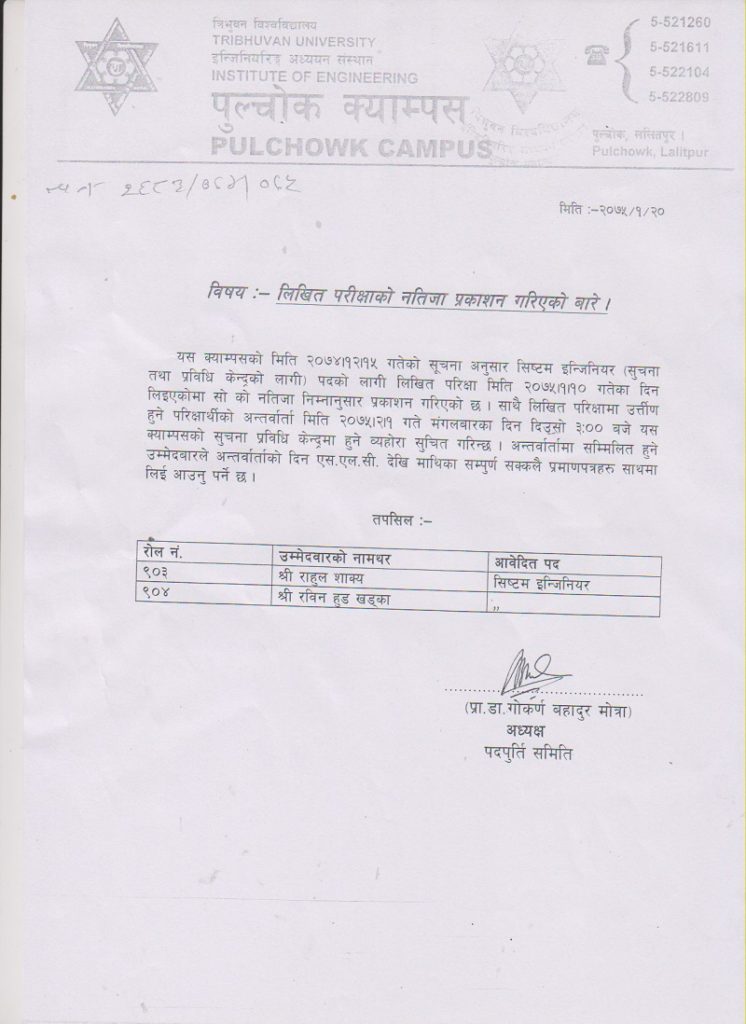 त्रिभुवन विश्वविद्यालय
TRIBHUVAN UNIVERSITY
इन्जिनियरिङ्ग अध्ययन संस्थान
INSTITUTE OF ENGINEERING
पुल्चोक क्याम्पस
PULCHOWK CAMPUS
5-521260
5-521611
5-522104
5-522809
पुल्चोक, ललितपुर ।
Pulchowk, Lalitpur
मिति :–२०७५/१/२०
विषय :– लिखित परीक्षाको नतिजा प्रकाशन गरिएको बारे ।
यस क्याम्पसको मिति २०७४।१२।१५ गतेको सूचना अनुसार सिष्टम इन्जिनियर (सुचना
तथा प्रविधि केन्द्रको लागी) पदको लागी लिखित परिक्षा मिति २०७५।१।१० गतेका दिन
लिइएकोमा सो को नतिजा निम्नानुसार प्रकाशन गरिएको छ । साथै लिखित परिक्षामा उर्त्तीण
हुने परिक्षार्थीको अन्तर्वार्ता मिति २०७५।२।१ गते मंगलबारका दिन दिउसो ३:०० बजे यस
क्याम्पसको सुचना प्रविधि केन्द्रमा हुने व्यहोरा सुचित गरिन्छ । अन्तर्वार्तामा सम्मिलित हुने
उम्मेदबारले अन्तर्वार्ताको दिन एस.एल.सी. देखि माथिका सम्पुर्ण सक्कलै प्रमाणपत्रहरु साथमा
लिई आउनु पर्ने छ ।
तपसिल :–
रोल नं. उम्मेदवारको नामथर आवेदित पद
९०३ श्री राहुल शाक्य सिष्टम इन्जिनियर
९०४ श्री रविन हुड खड्का ,,
(प्रा.डा.गोकर्ण बहादुर मोत्रा)
अध्यक्ष
पदपुर्ति समिति